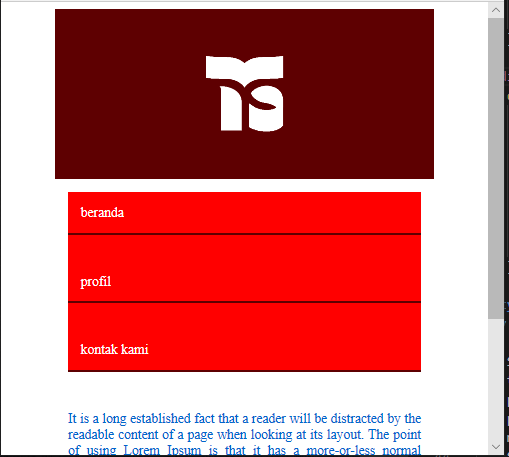 beranda
profil
kontak kami
It is a long established fact that a reader will be distracted by the
readable content of a page when looking at its layout. The point
of using Lorem Ipsum is that it has a more-or-less normal